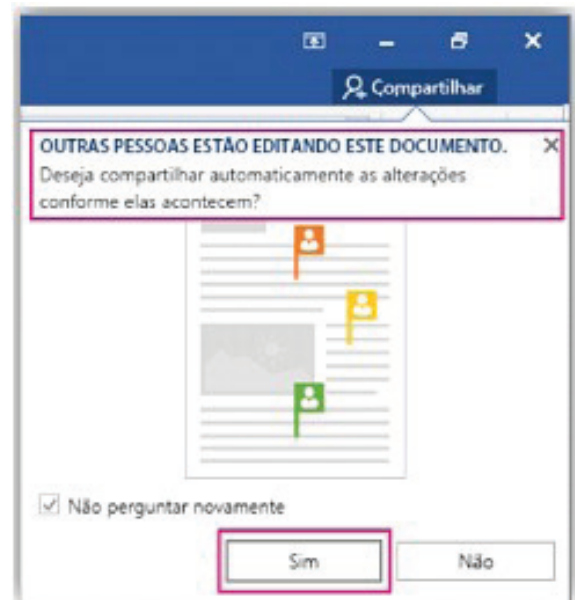 Compartilhar
OUTRAS PESSOAS ESTÃO EDITANDO ESTE DOCUMENTO.
Deseja compartilhar automaticamente as alterações
conforme elas acontecem?
Não perguntar novamente
Sim
Não